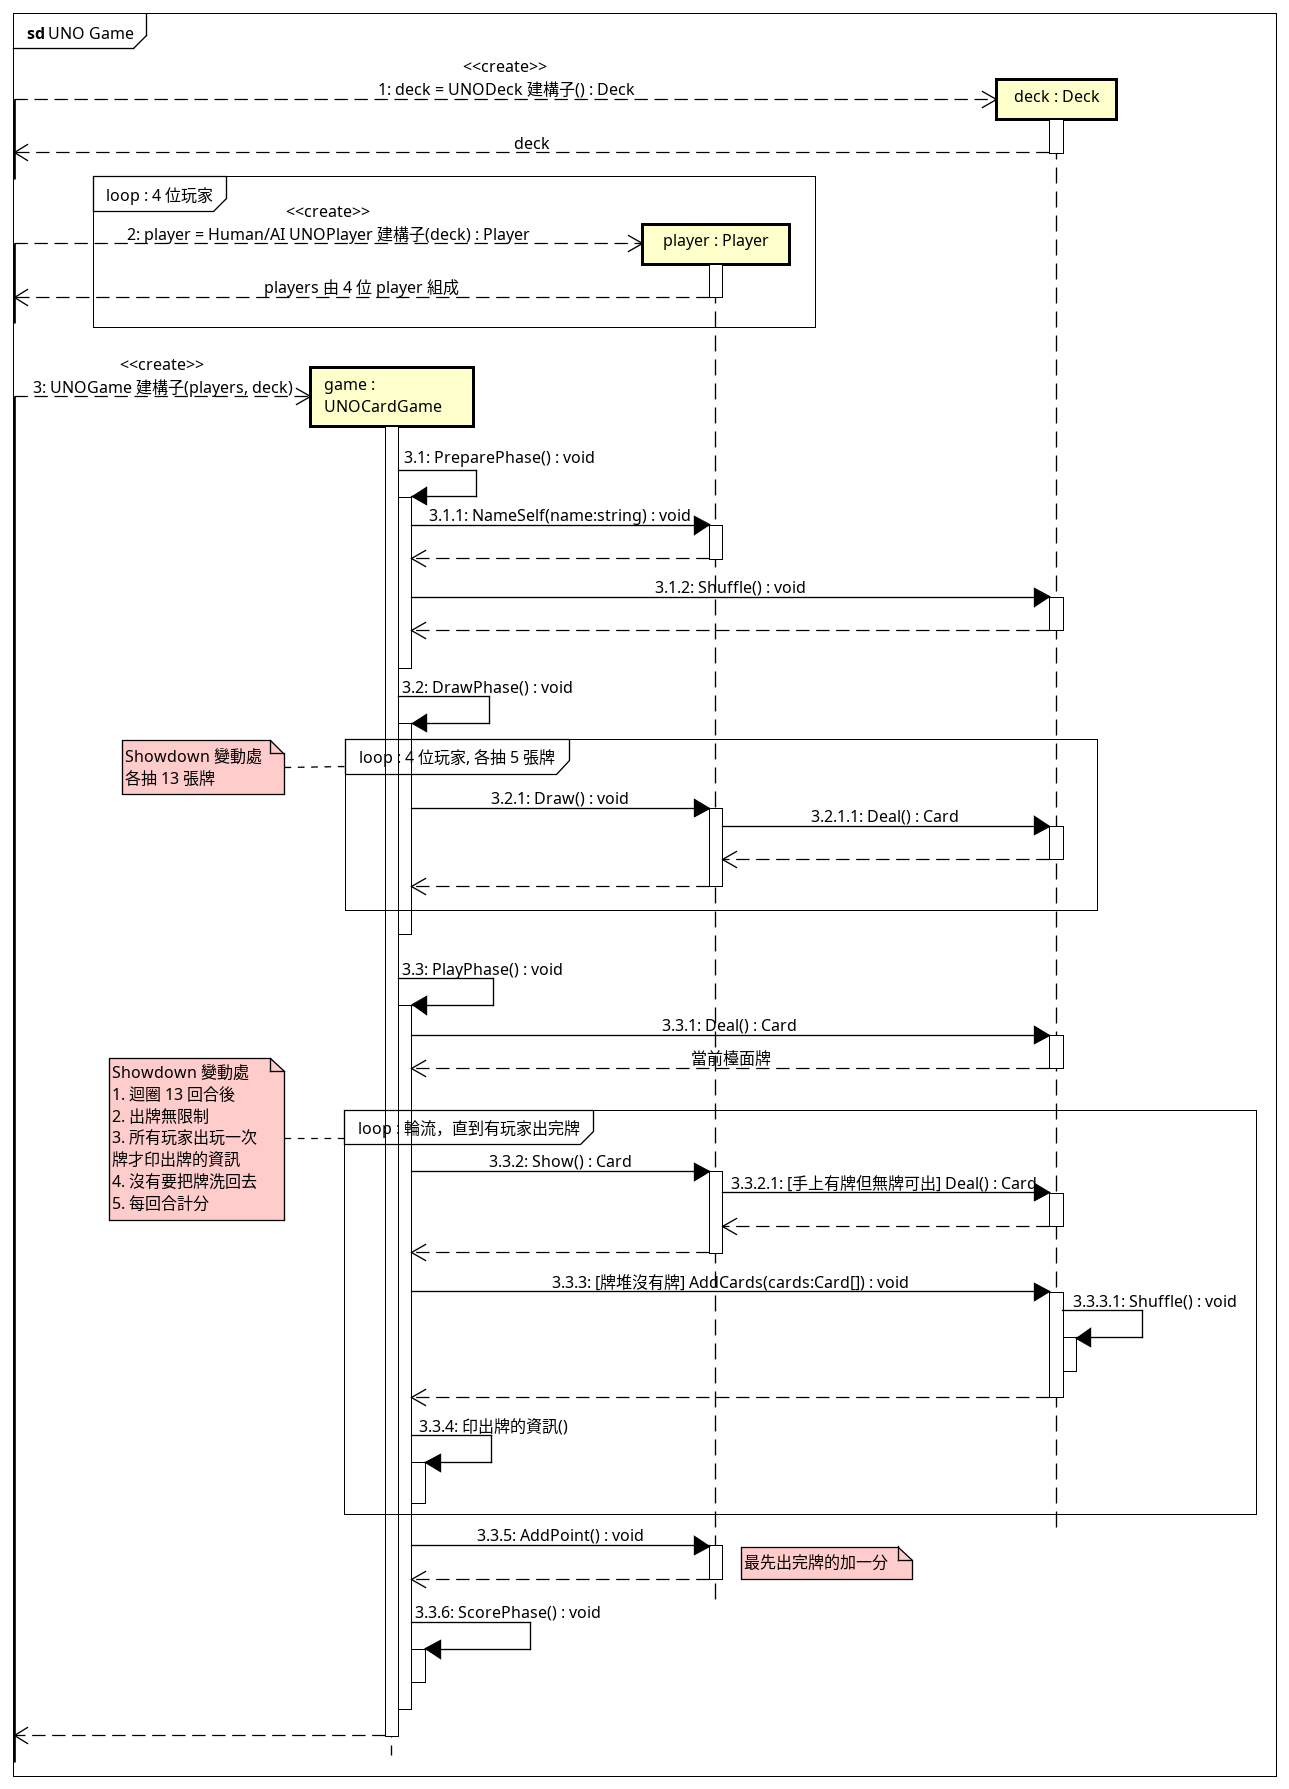 sd UNO Game
<<create>>
1: deck = UNODeck 建構子() : Deck
deck : Deck
deck
loop : 4 位玩家
<<create>>
2: player = Human/AI UNOPlayer 建構子(deck) : Player
player : Player
players 由 4 位 player 組成
<<create>>
3: UNOGame 建構子(players, deck)
game :
UNOCardGame
3.1: PreparePhase() : void
3.1.1: NameSelf(name:string) : void
3.1.2: Shuffle() : void
3.2: DrawPhase() : void
Showdown 變動處
各抽 13 張牌
loop : 4 位玩家, 各抽 5 張牌
3.2.1: Draw() : void
3.2.1.1: Deal() : Card
3.3: PlayPhase() : void
3.3.1: Deal() : Card
當前檯面牌
Showdown 變動處
1. 迴圈 13 回合後
2. 出牌無限制
3. 所有玩家出玩一次
牌才印出牌的資訊
4. 沒有要把牌洗回去
5. 每回合計分
loop : 輪流，直到有玩家出完牌
3.3.2: Show() : Card
3.3.2.1: [手上有牌但無牌可出] Deal() : Card
3.3.3: [牌堆沒有牌] AddCards(cards:Card[]) : void
3.3.3.1: Shuffle() : void
3.3.4: 印出牌的資訊()
3.3.5: AddPoint() : void
最先出完牌的加一分
3.3.6: ScorePhase() : void